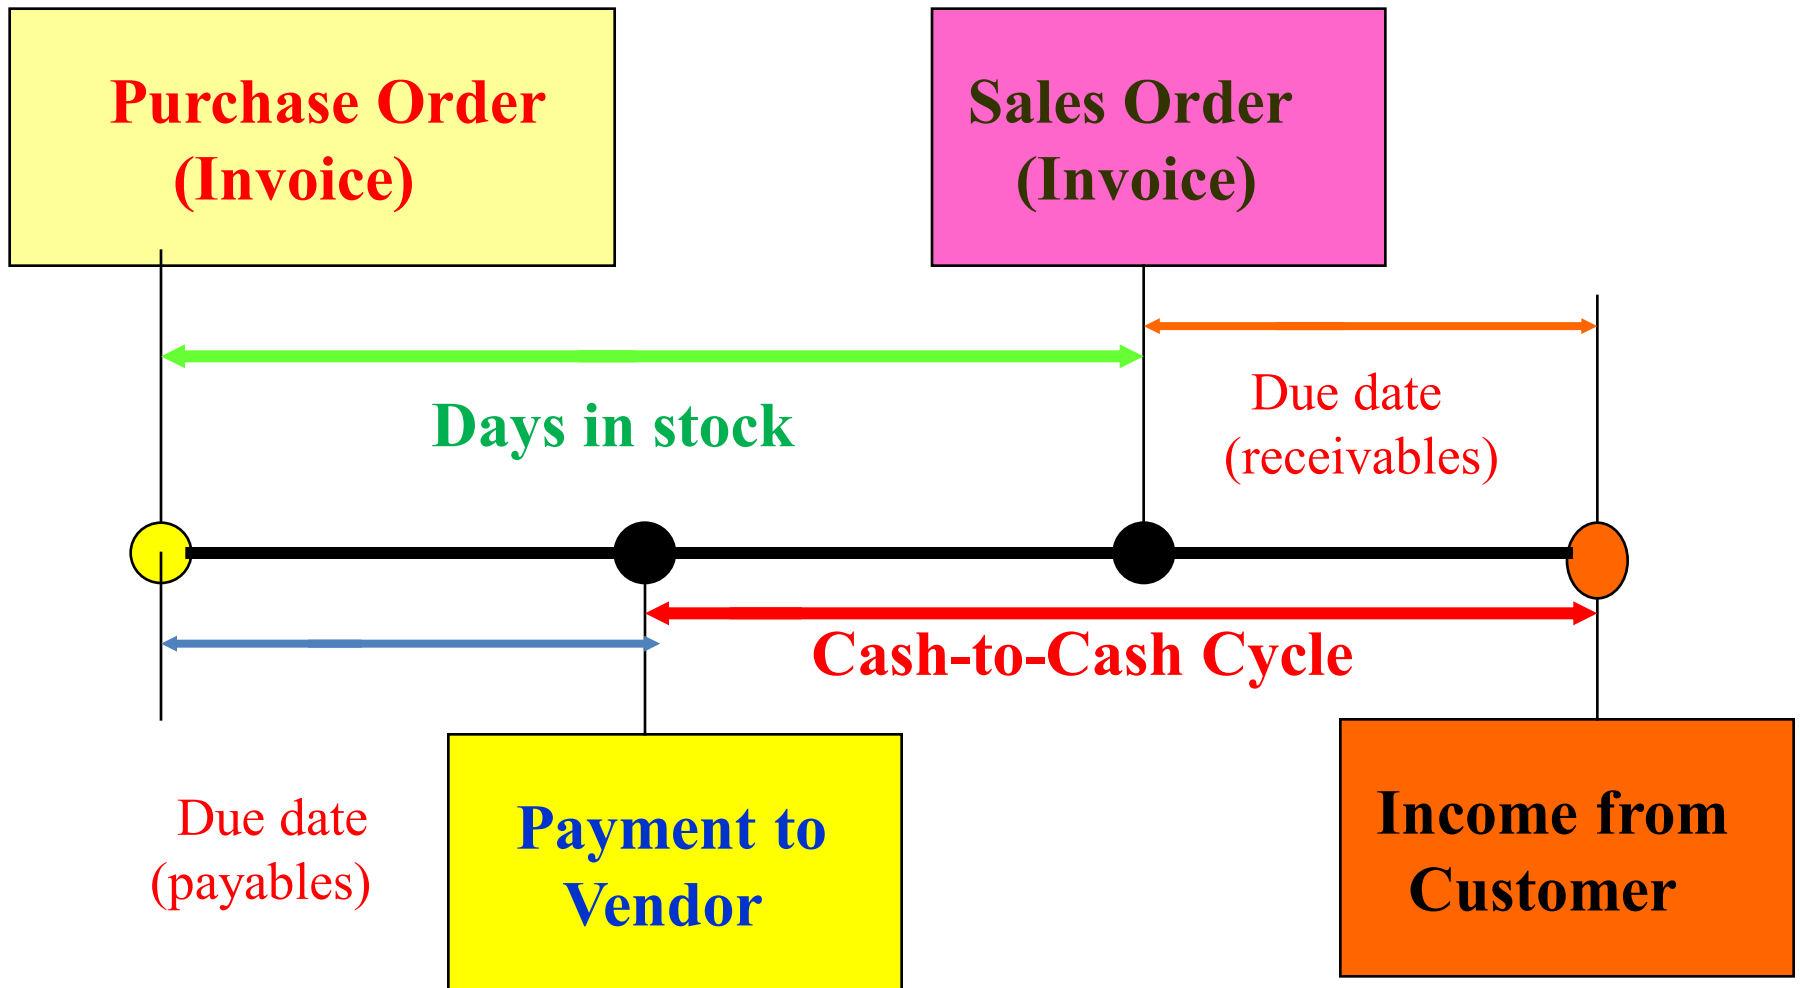 Purchase Order
(Invoice)
Sales Order
(Invoice)
Days in stock
Due date
(receivables)
Cash-to-Cash Cycle
Due date
(payables)
Payment to
Vendor
Income from
Customer